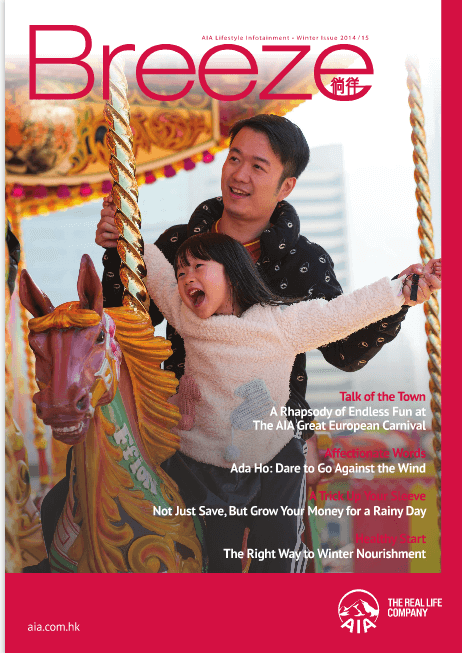 AIA Lifestyle Infotainment • Winter Issue 2014/15
Breeze
徜徉
Talk of the Town
A Rhapsody of Endless Fun at
The AIA Great European Carnival
Affectionate Words
Ada Ho: Dare to Go Against the Wind
A Trick Up Your Sleeve
Not Just Save, But Grow Your Money for a Rainy Day
Healthy Start
The Right Way to Winter Nourishment
aia.com.hk
AIA
THE REAL LIFE
COMPANY